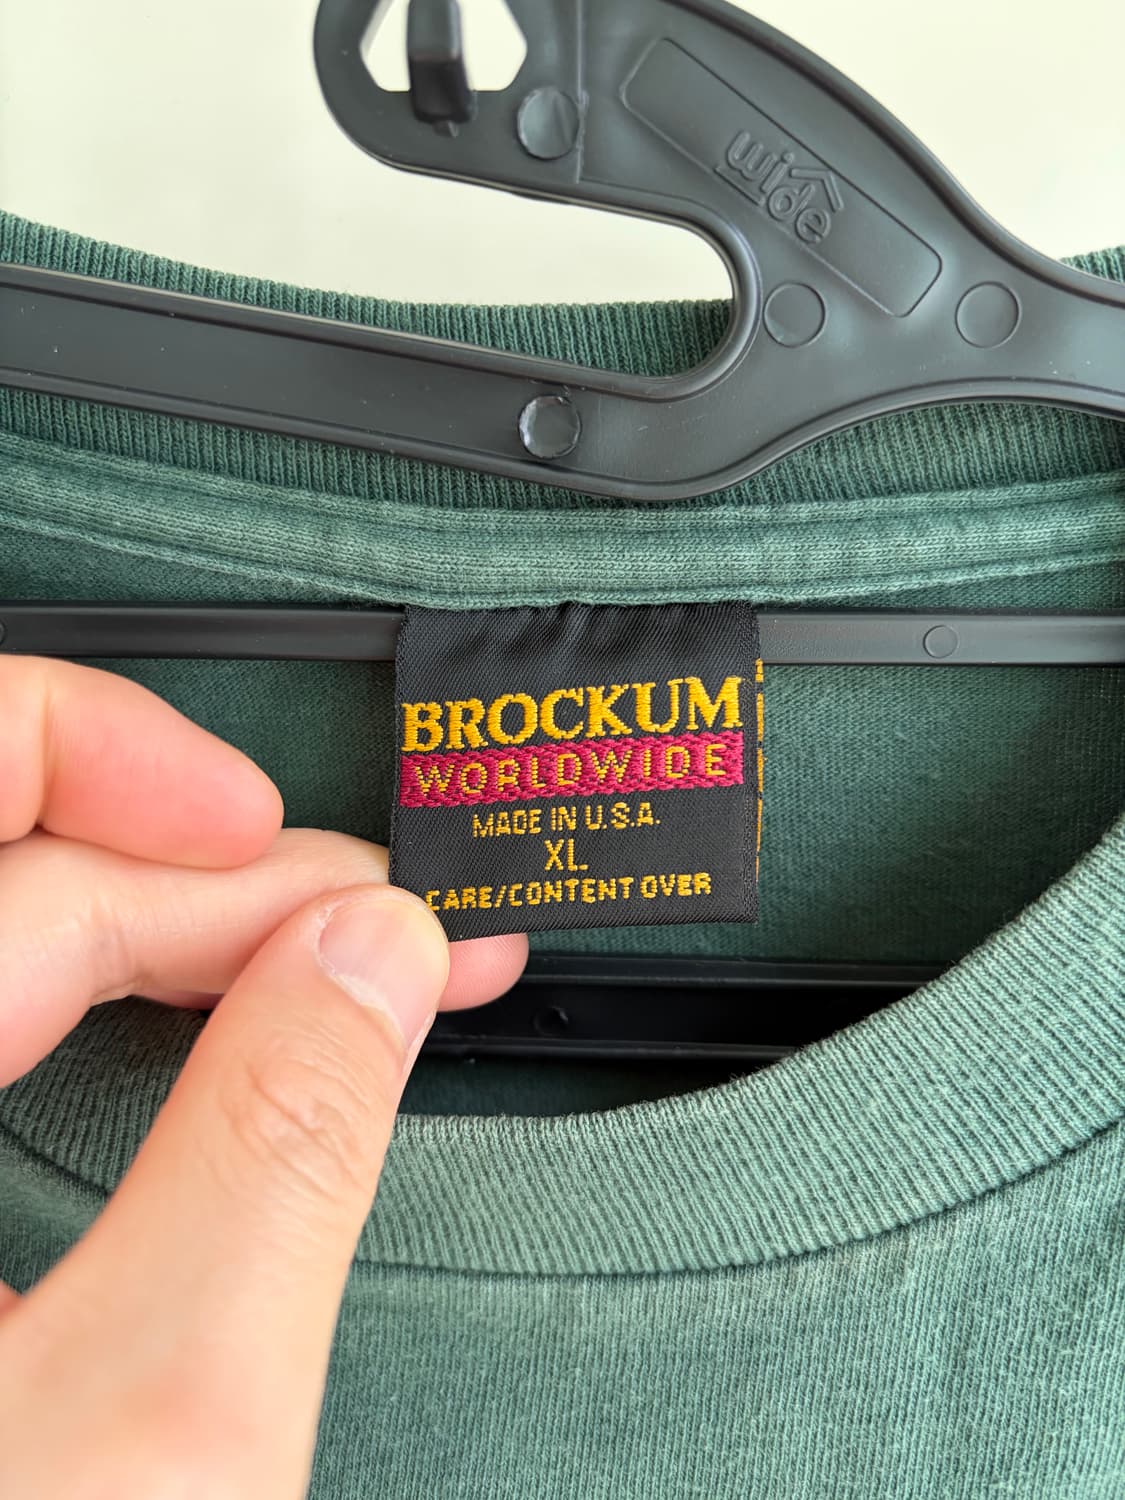 wide
BROCKUM
WORLDWIDE
MADE IN U.S.A.
XL
CARE/CONTENT OVER